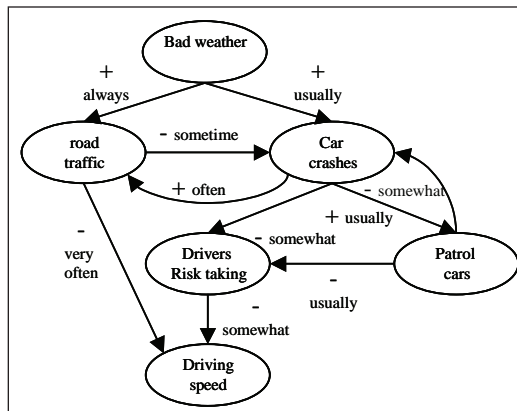 Bad weather
+
always
+
usually
road
traffic
- sometime
Car
crashes
+ often
- somewhat
+ usually
- somewhat
Drivers
Risk taking
Patrol
cars
-
very
often
-
usually
-
somewhat
Driving
speed